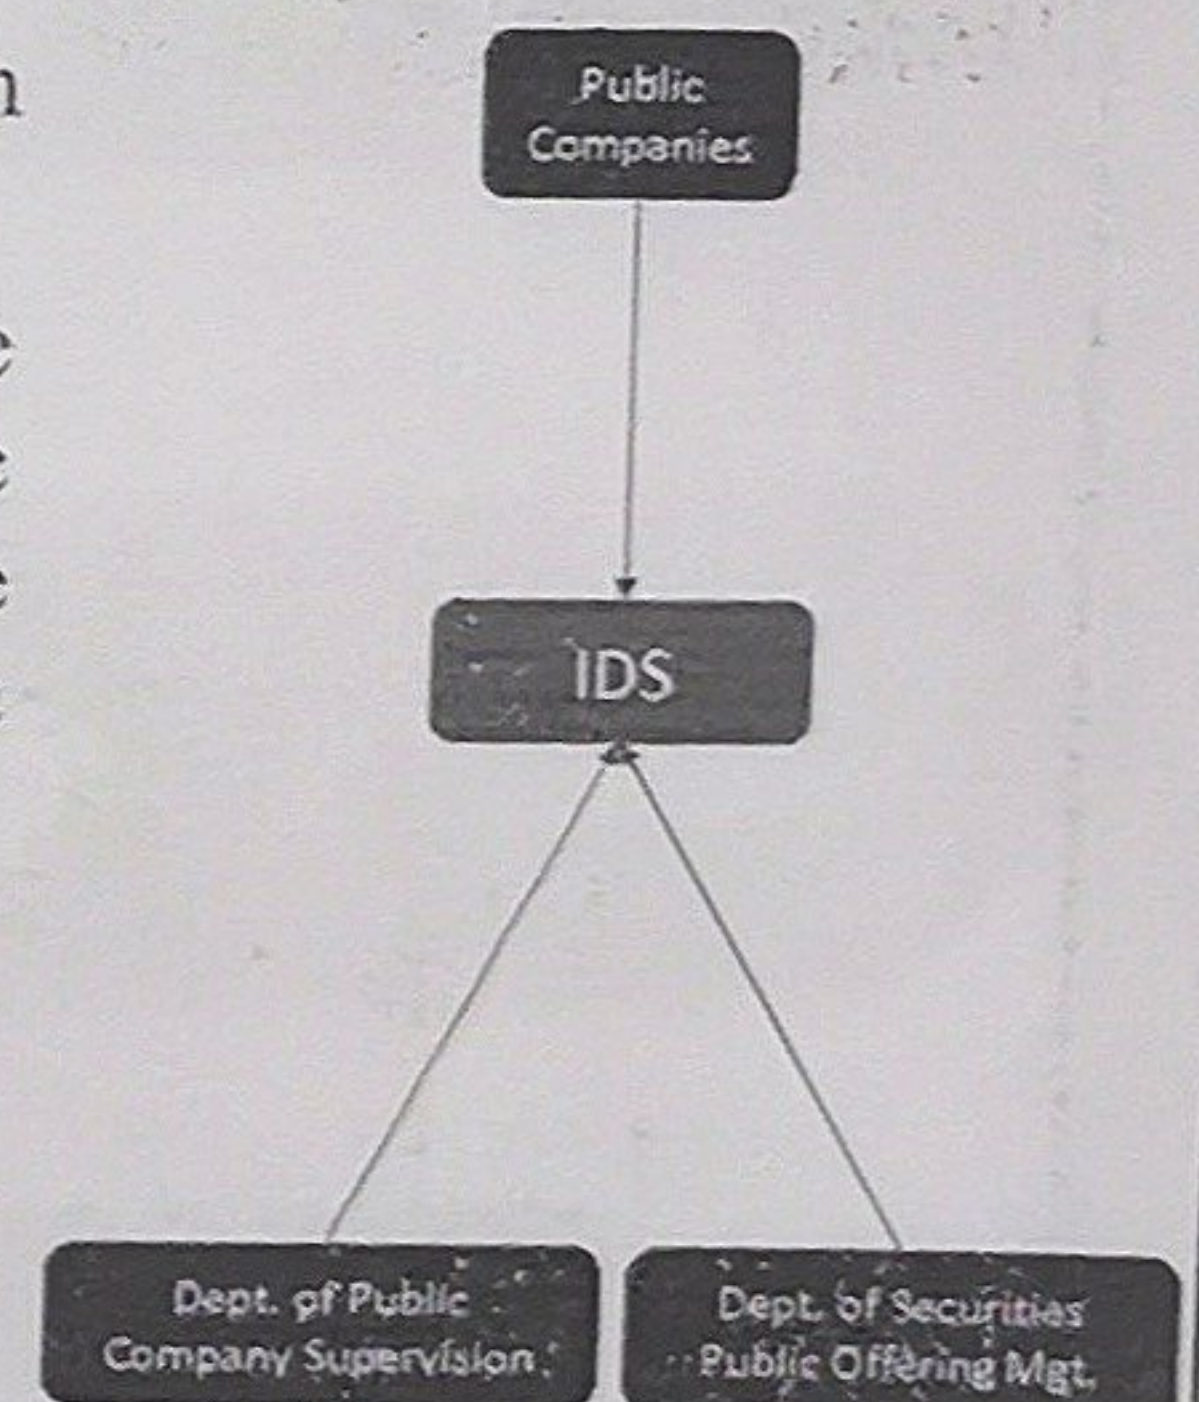 Public
Companies
IDS
Dept. of Public
Company Supervision
Dept. of Securities
Public Offering Mgt.